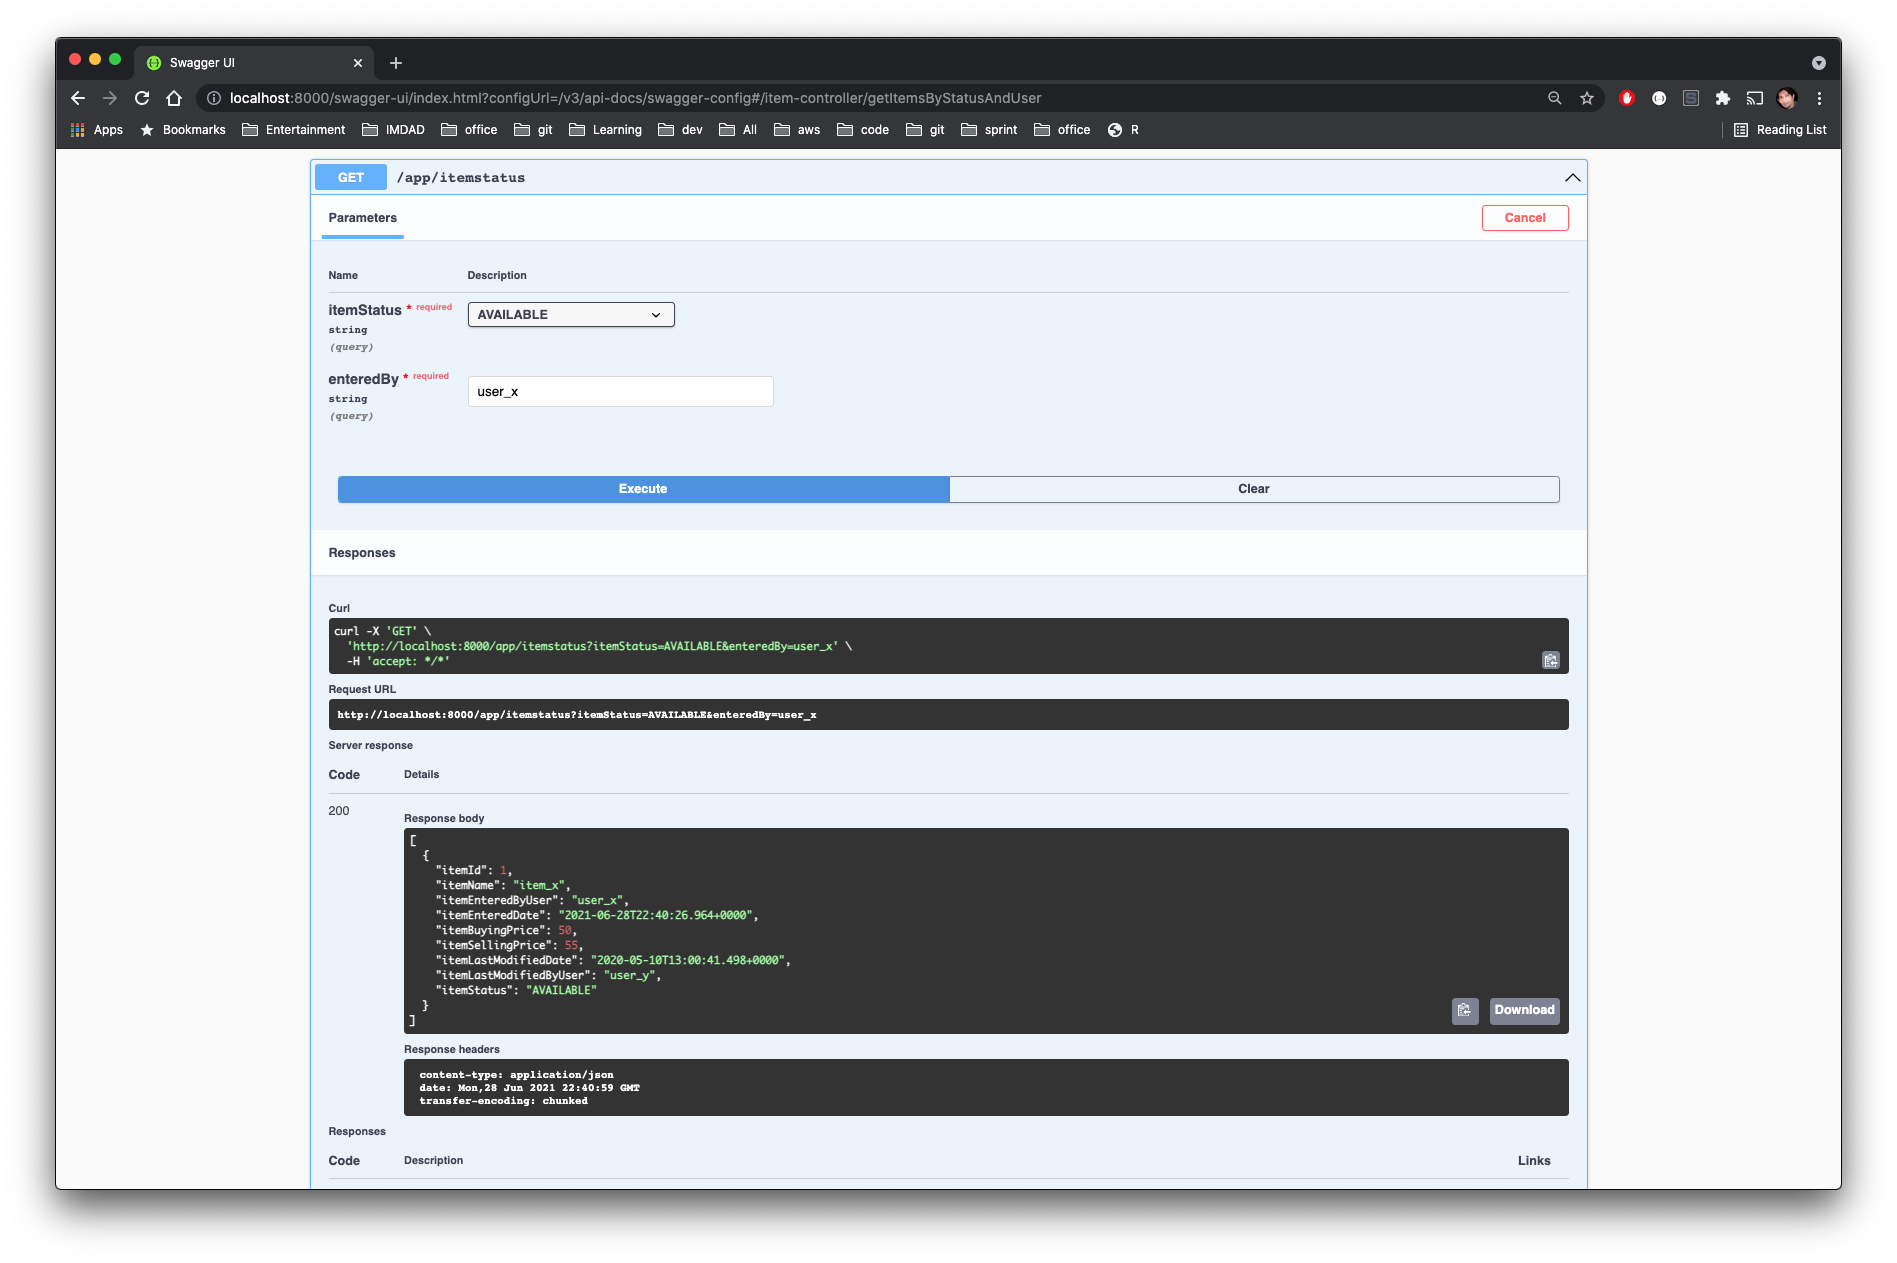 Swagger UI
localhost:8000/swagger-ui/index.html?configUrl=/v3/api-docs/swagger-config#/item-controller/getItemsByStatusAndUser
Apps Bookmarks Entertainment IMDAD office git Learning dev All aws code git sprint office R Reading List
GET /app/itemstatus
Parameters Cancel
Name Description
itemStatus * required AVAILABLE
string
(query)
enteredBy * required
string user_x
(query)
Execute Clear
Responses
Curl
curl -X 'GET' \
'http://localhost:8000/app/itemstatus?itemStatus=AVAILABLE&enteredBy=user_x' \
-H 'accept: */*'
Request URL
http://localhost:8000/app/itemstatus?itemStatus=AVAILABLE&enteredBy=user_x
Server response
Code Details
200
Response body
[
{
"itemId": 1,
"itemName": "item_x",
"itemEnteredByUser": "user_x",
"itemEnteredDate": "2021-06-28T22:40:26.964+0000",
"itemBuyingPrice": 50,
"itemSellingPrice": 55,
"itemLastModifiedDate": "2020-05-10T13:00:41.498+0000",
"itemLastModifiedByUser": "user_y",
"itemStatus": "AVAILABLE"
}
]
Download
Response headers
content-type: application/json
date: Mon,28 Jun 2021 22:40:59 GMT
transfer-encoding: chunked
Responses
Code Description Links